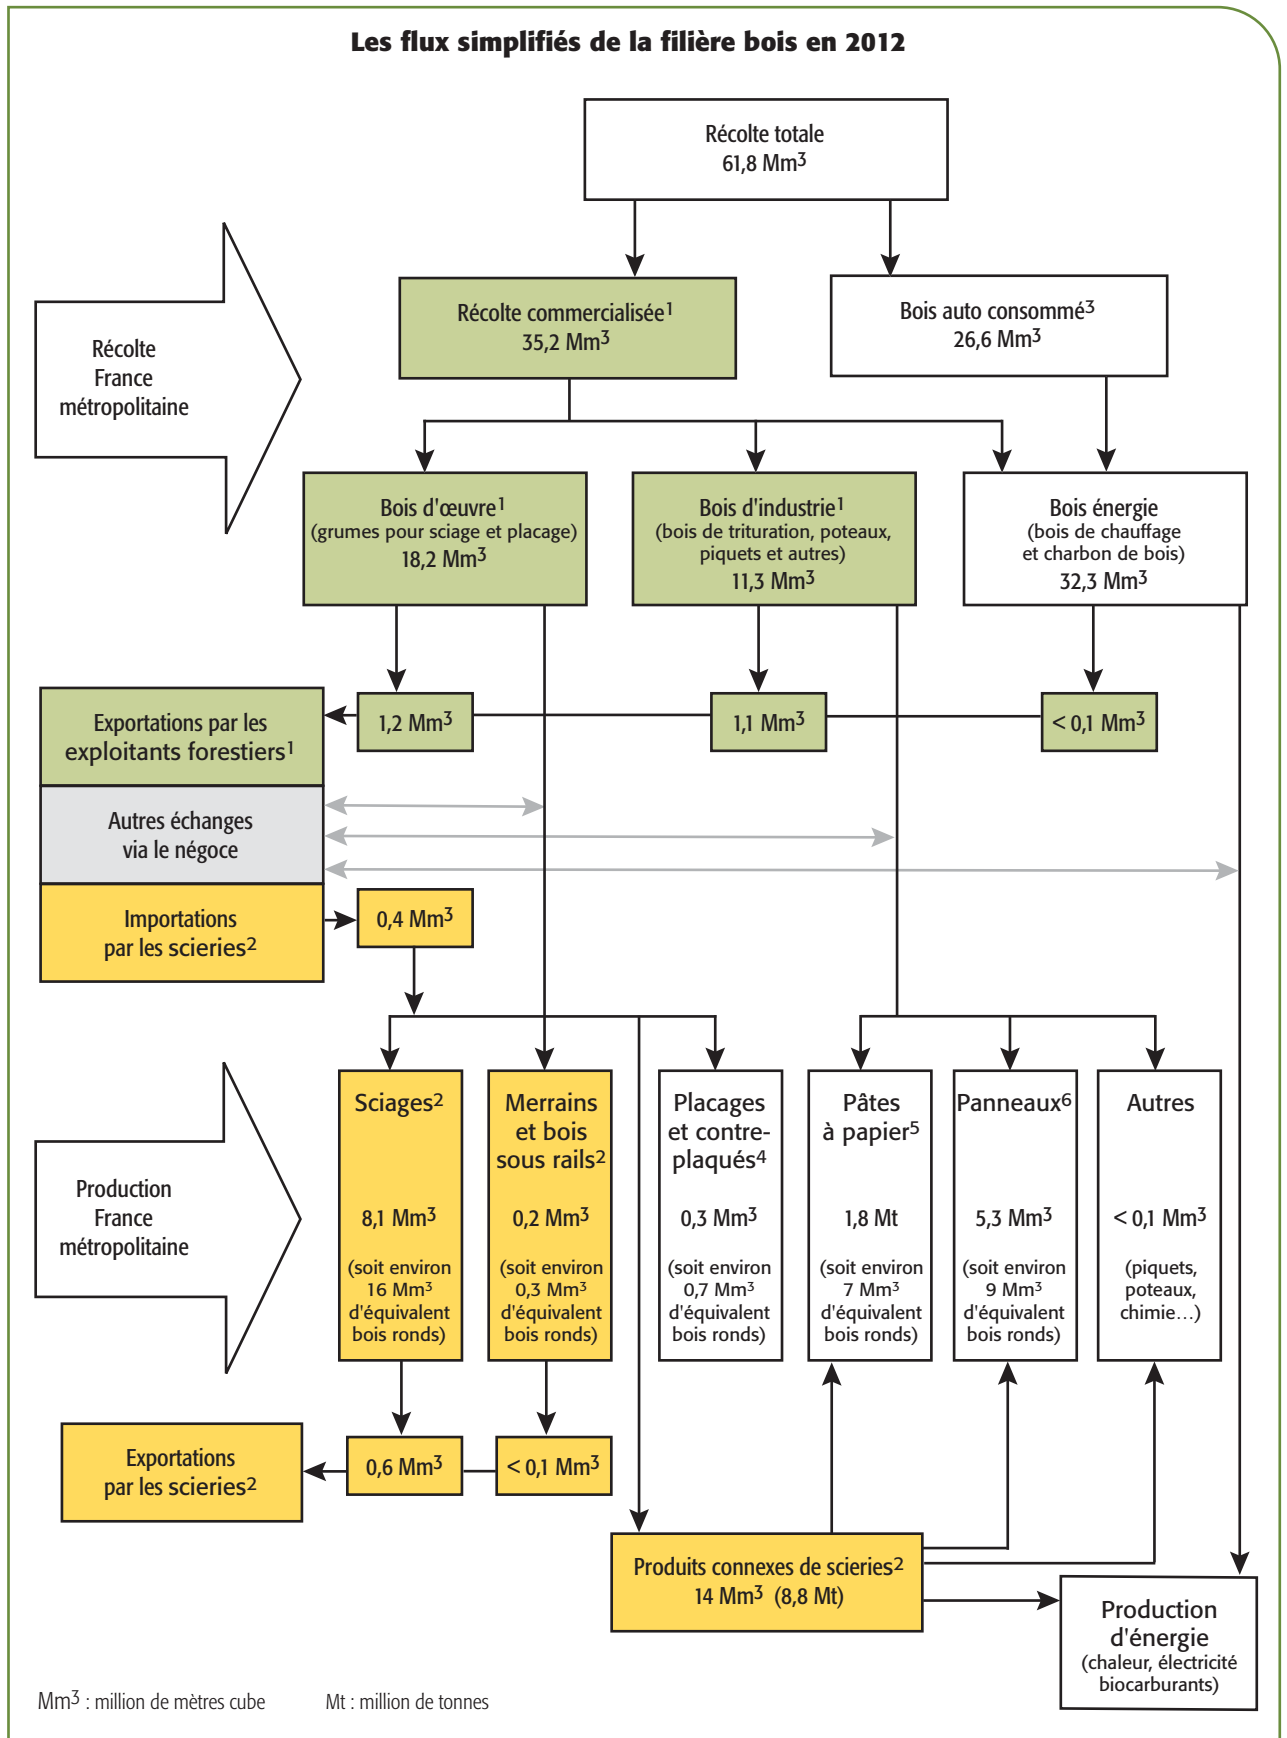 Les flux simplifiés de la filière bois en 2012
Récolte totale
61,8 Mm3
Récolte commercialisée1
35,2 Mm3
Bois auto consommé3
26,6 Mm3
Récolte
France
métropolitaine
Bois d'œuvre1
(grumes pour sciage et placage)
18,2 Mm3
Bois d'industrie1
(bois de trituration, poteaux,
piquets et autres)
11,3 Mm3
Bois énergie
(bois de chauffage
et charbon de bois)
32,3 Mm3
Exportations par les
exploitants forestiers1
1,2 Mm3
1,1 Mm3
< 0,1 Mm3
Autres échanges
via le négoce
Importations
par les scieries2
0,4 Mm3
Production
France
métropolitaine
Sciages2
8,1 Mm3
(soit environ
16 Mm3
d'équivalent
bois ronds)
Merrains
et bois
sous rails2
0,2 Mm3
(soit environ
0,3 Mm3
d'équivalent
bois ronds)
Placages
et contre-
plaqués4
0,3 Mm3
(soit environ
0,7 Mm3
d'équivalent
bois ronds)
Pâtes
à papier5
1,8 Mt
(soit environ
7 Mm3
d'équivalent
bois ronds)
Panneaux6
5,3 Mm3
(soit environ
9 Mm3
d'équivalent
bois ronds)
Autres
< 0,1 Mm3
(piquets,
poteaux,
chimie…)
Exportations
par les scieries2
0,6 Mm3
< 0,1 Mm3
Produits connexes de scieries2
14 Mm3 (8,8 Mt)
Production
d'énergie
(chaleur, électricité
biocarburants)
Mm3 : million de mètres cube
Mt : million de tonnes